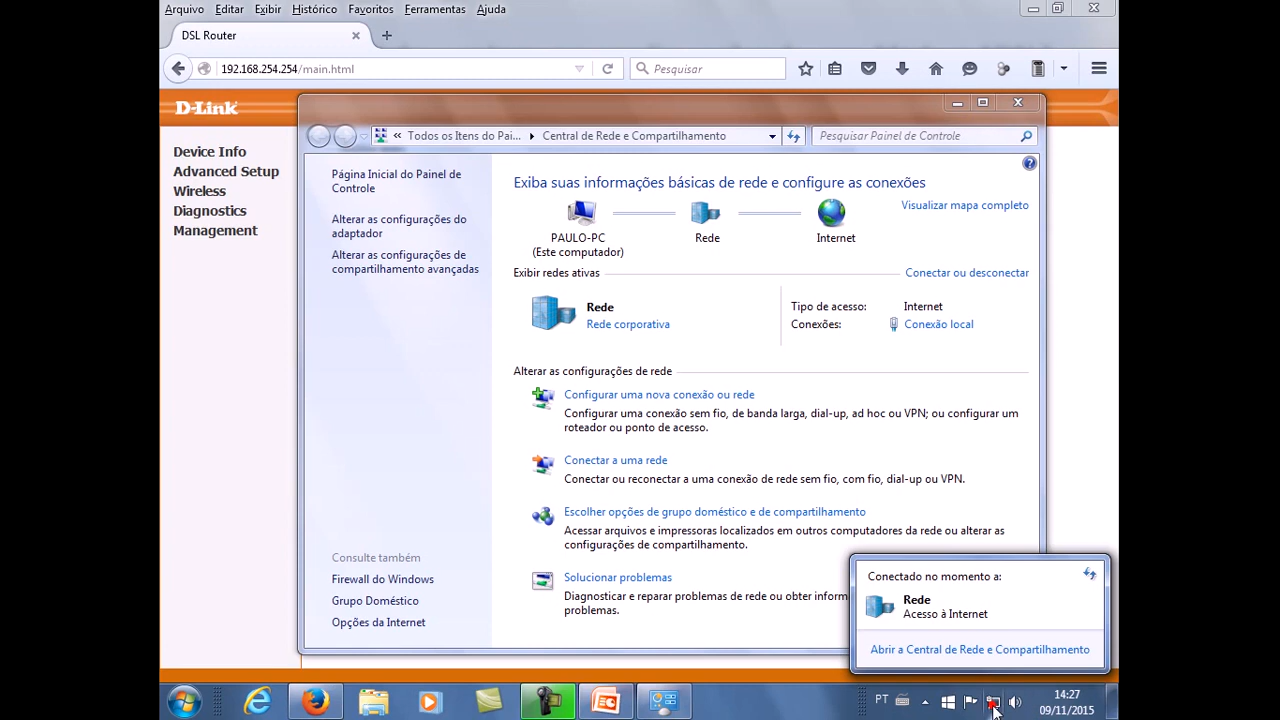 Arquivo Editar Exibir Histórico Favoritos Ferramentas Ajuda
DSL Router
192.168.254.254/main.html
Pesquisar
D-Link
Device Info
Advanced Setup
Wireless
Diagnostics
Management
« Todos os Itens do Pai... Central de Rede e Compartilhamento
Pesquisar Painel de Controle
Página Inicial do Painel de
Controle
Alterar as configurações do
adaptador
Alterar as configurações de
compartilhamento avançadas
Consulte também
Firewall do Windows
Grupo Doméstico
Opções da Internet
Exiba suas informações básicas de rede e configure as conexões
Visualizar mapa completo
PAULO-PC
(Este computador)
Rede
Internet
Exibir redes ativas
Conectar ou desconectar
Rede
Rede corporativa
Tipo de acesso: Internet
Conexões: Conexão local
Alterar as configurações de rede
Configurar uma nova conexão ou rede
Configurar uma conexão sem fio, de banda larga, dial-up, ad hoc ou VPN; ou configurar um
roteador ou ponto de acesso.
Conectar a uma rede
Conectar ou reconectar a uma conexão de rede sem fio, com fio, dial-up ou VPN.
Escolher opções de grupo doméstico e de compartilhamento
Acessar arquivos e impressoras localizados em outros computadores da rede ou alterar as
configurações de compartilhamento.
Solucionar problemas
Diagnosticar e reparar problemas de rede ou obter inform
problemas.
Conectado no momento a:
Rede
Acesso à Internet
Abrir a Central de Rede e Compartilhamento
PT
14:27
09/11/2015